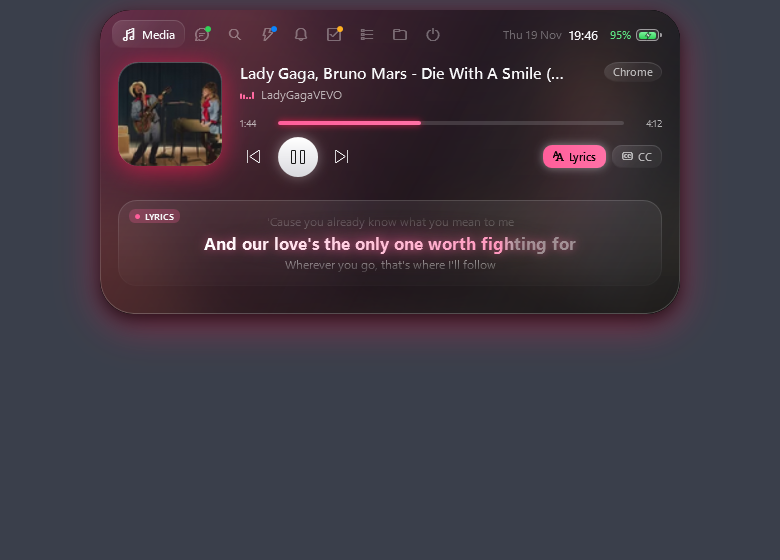 Media
Thu 19 Nov 19:46 95%
Lady Gaga, Bruno Mars - Die With A Smile (...
Chrome
LadyGagaVEVO
1:44
4:12
Lyrics
CC
LYRICS
'Cause you already know what you mean to me
And our love's the only one worth fighting for
Wherever you go, that's where I'll follow